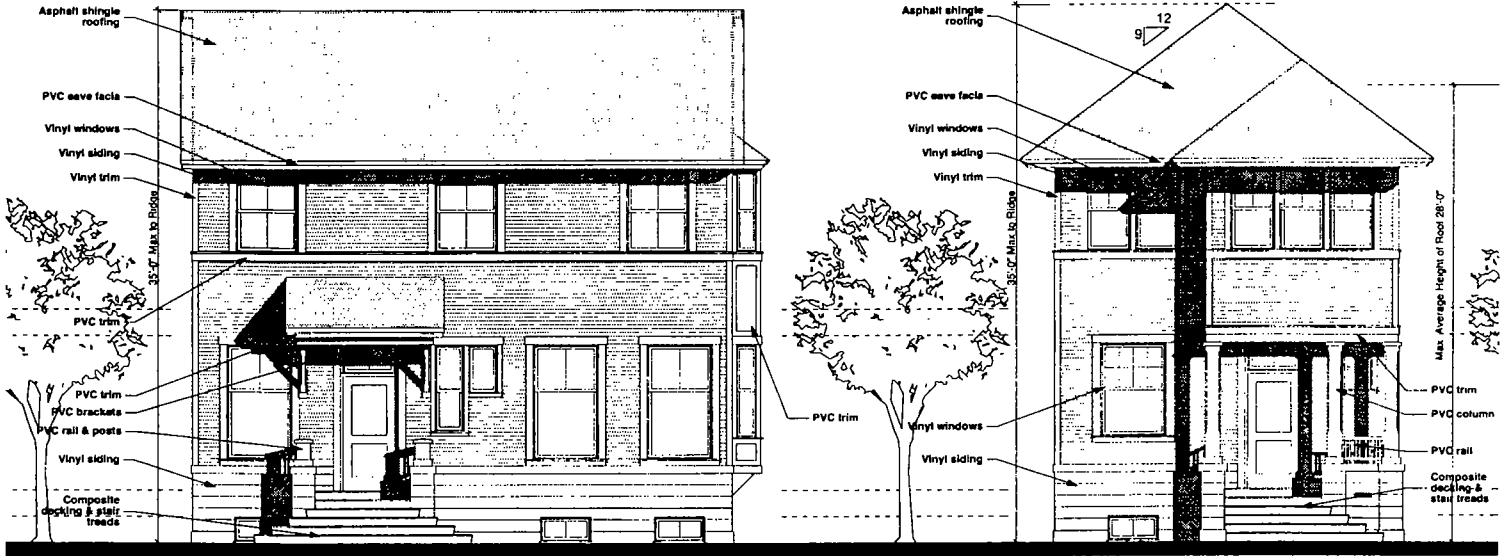 Asphalt shingle
roofing
PVC eave facia
Vinyl windows
Vinyl siding
Vinyl trim
35'-0" Max to Ridge
PVC trim
PVC trim
PVC brackets
PVC rail & posts
Vinyl siding
Composite
decking & stair
treads
PVC trim
Asphalt shingle
roofing
12
9
PVC eave facia
Vinyl windows
Vinyl siding
Vinyl trim
35'-0" Max to Ridge
Max Average Height of Roof 28'-0"
Vinyl windows
Vinyl siding
PVC trim
PVC column
PVC rail
Composite
decking &
stair treads